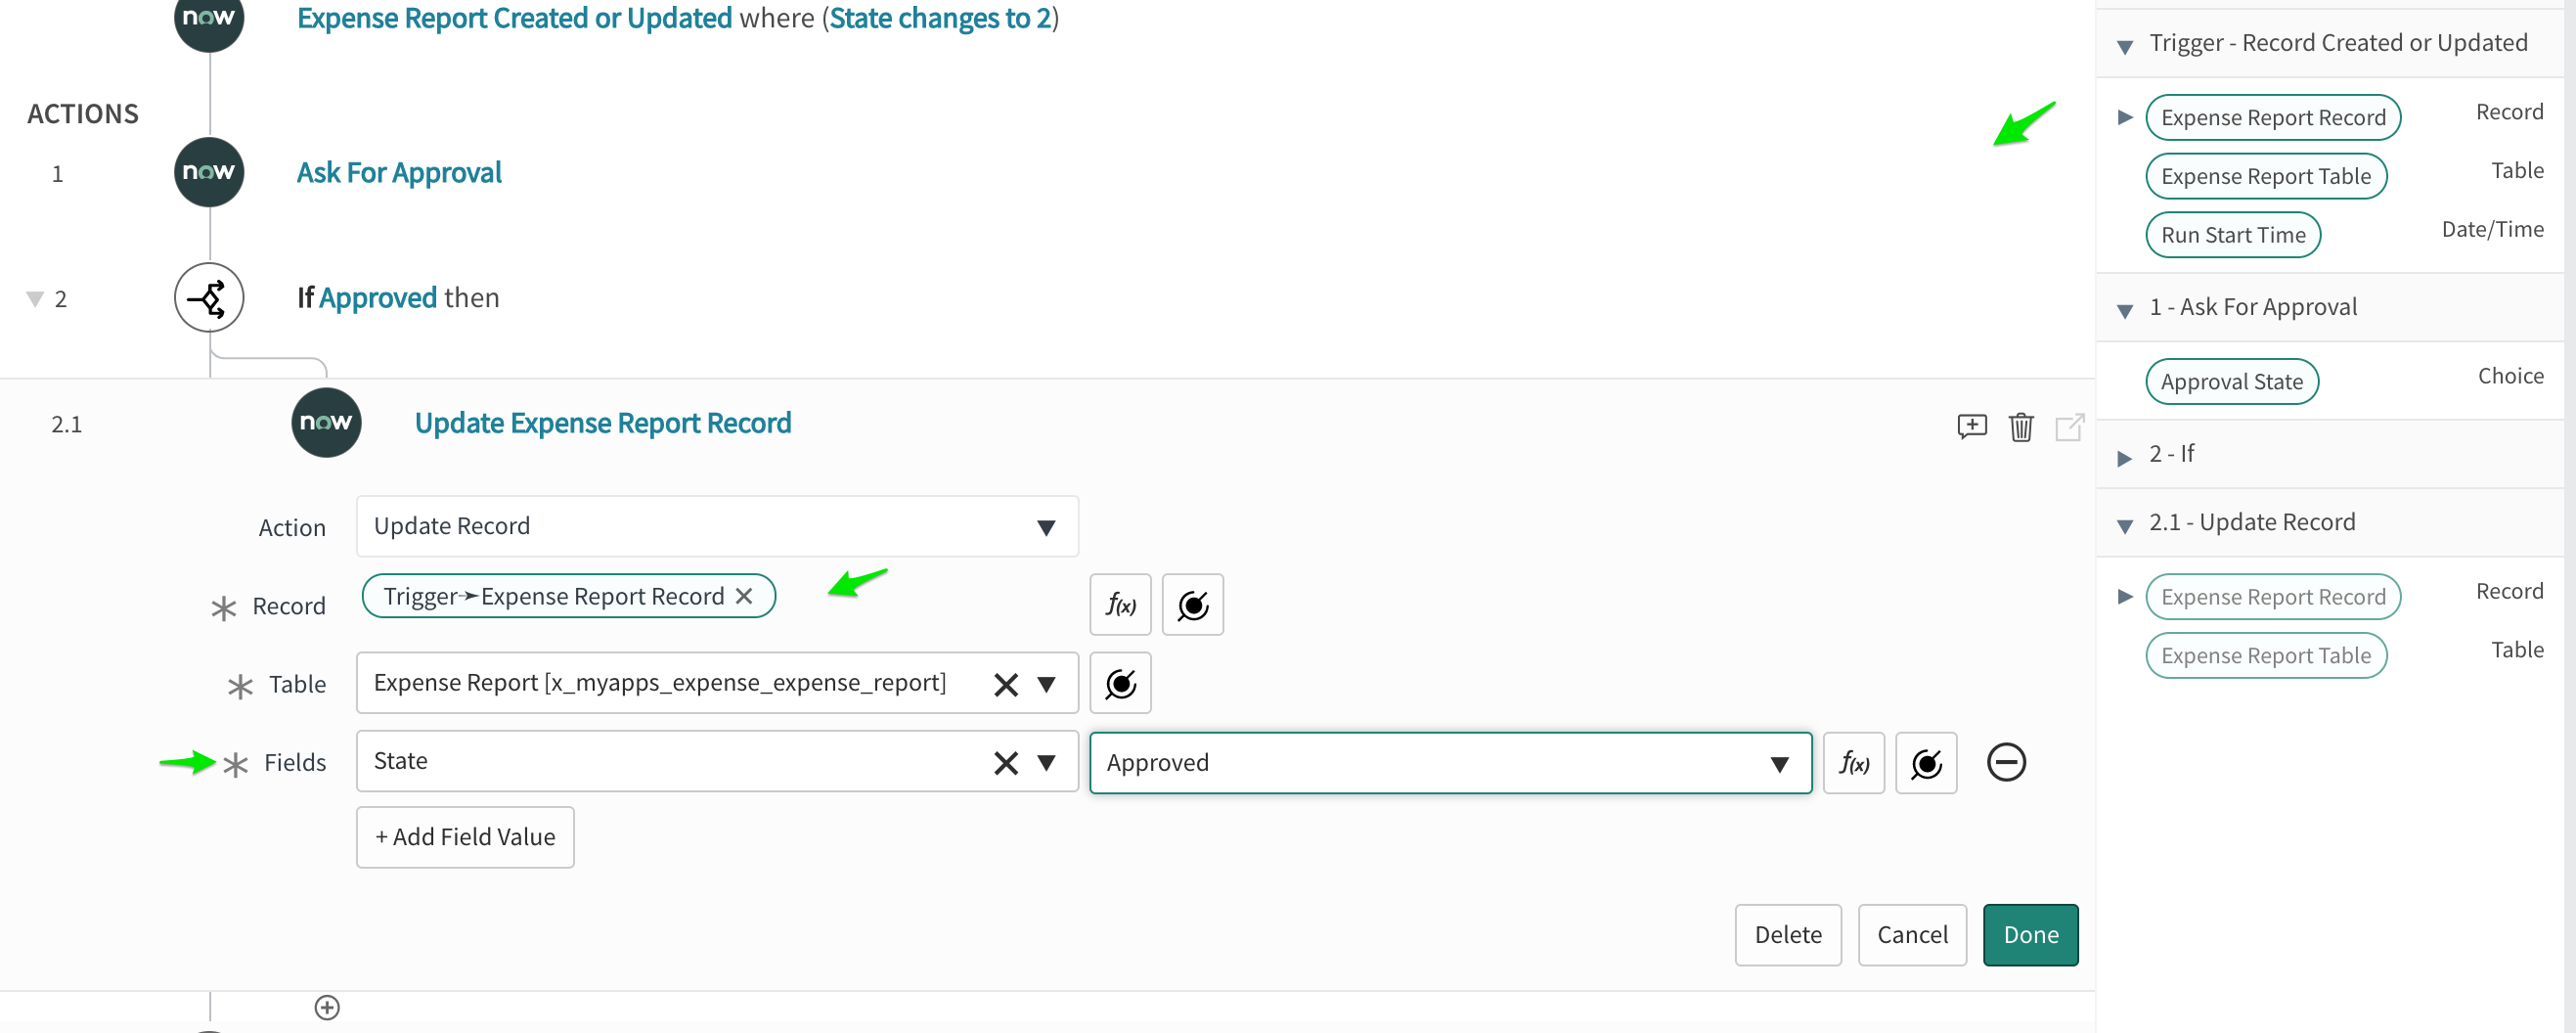 now
Expense Report Created or Updated where (State changes to 2)
ACTIONS
1
now
Ask For Approval
2
If Approved then
2.1
now
Update Expense Report Record
Action
Update Record
* Record
Trigger➛Expense Report Record ✕
f(x)
* Table
Expense Report [x_myapps_expense_expense_report]
* Fields
State
Approved
f(x)
+ Add Field Value
Delete
Cancel
Done
Trigger - Record Created or Updated
Expense Report Record
Record
Expense Report Table
Table
Run Start Time
Date/Time
1 - Ask For Approval
Approval State
Choice
2 - If
2.1 - Update Record
Expense Report Record
Record
Expense Report Table
Table